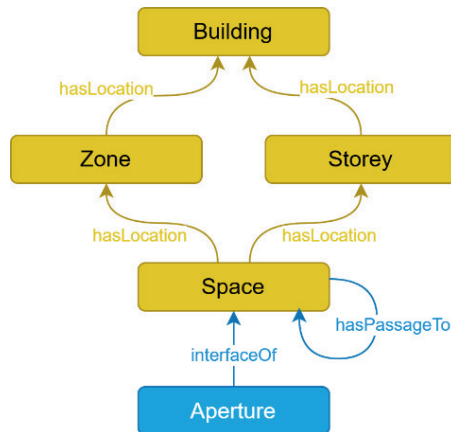 Building
hasLocation
hasLocation
Zone
Storey
hasLocation
hasLocation
Space
hasPassageTo
interfaceOf
Aperture